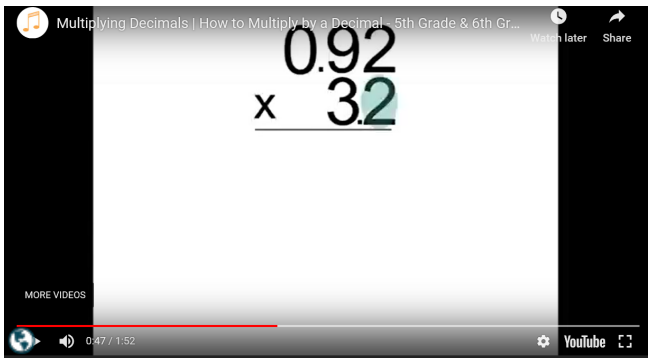 Multiplying Decimals | How to Multiply by a Decimal - 5th Grade & 6th Gr...
Watch later
Share
0.92
x 3.2
MORE VIDEOS
0:47 / 1:52
YouTube